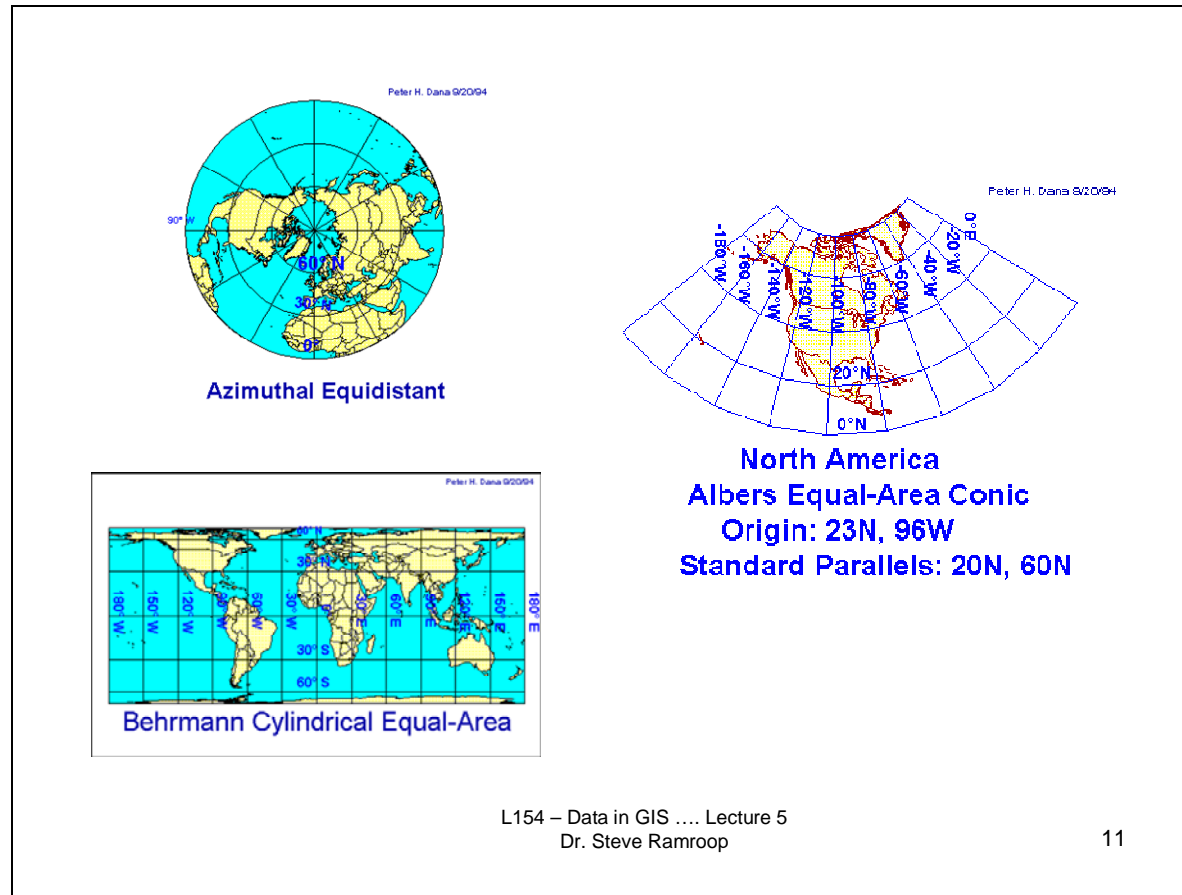 Peter H. Dana 9/20/94
90° W
60° N
30° N
0°
Azimuthal Equidistant
Peter H. Dana 9/20/94
-180°W
-160°W
-140°W
-120°W
-100°W
-80°W
-60°W
-40°W
-20°W
0°E
20°N
0°N
North America
Albers Equal-Area Conic
Origin: 23N, 96W
Standard Parallels: 20N, 60N
Peter H. Dana 9/20/94
60° N
30° N
180° W
150° W
120° W
90° W
60° W
30° W
0°
30° E
60° E
90° E
120° E
150° E
180° E
30° S
60° S
Behrmann Cylindrical Equal-Area
L154 – Data in GIS .... Lecture 5
Dr. Steve Ramroop
11